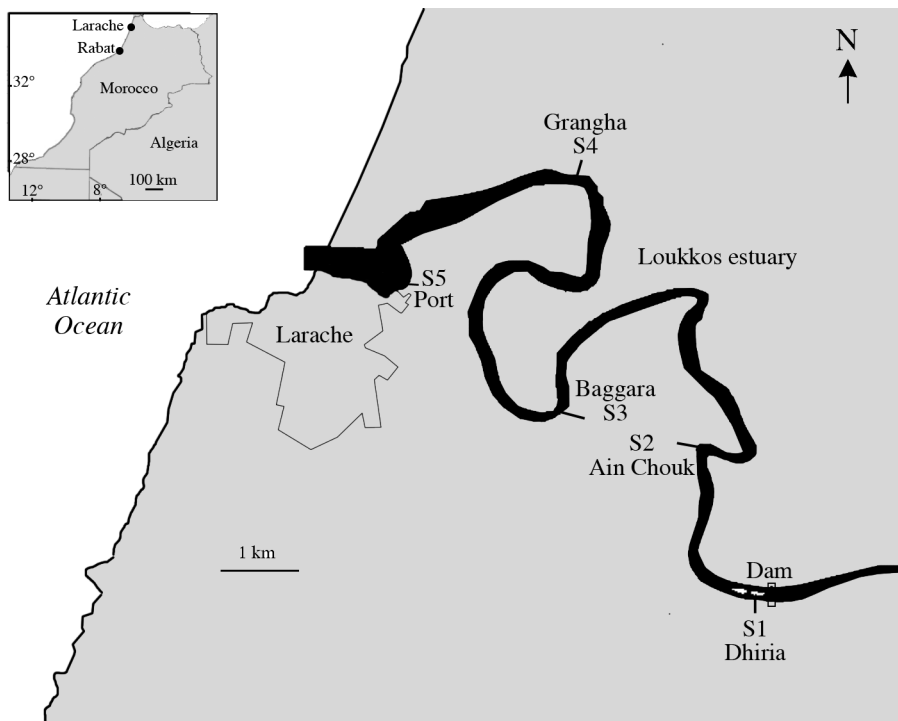 Larache
Rabat
32°
Morocco
Algeria
28°
100 km
12°
8°
N
Grangha
S4
Loukkos estuary
S5
Port
Atlantic
Ocean
Larache
Baggara
S3
S2
Ain Chouk
1 km
Dam
S1
Dhiria